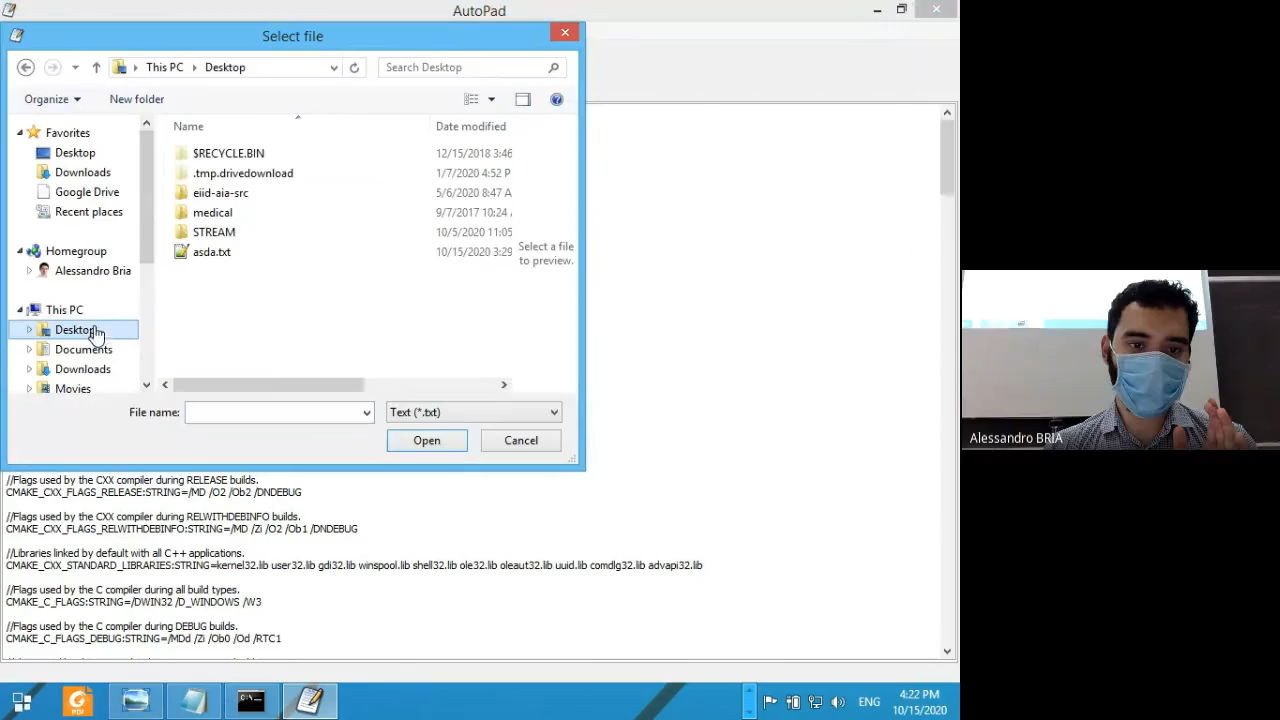 AutoPad
Select file
This PC
Desktop
Search Desktop
Organize
New folder
Name
Date modified
Favorites
Desktop
Downloads
Google Drive
Recent places
Homegroup
Alessandro Bria
This PC
Desktop
Documents
Downloads
Movies
$RECYCLE.BIN
12/15/2018 3:46
.tmp.drivedownload
1/7/2020 4:52 P
eiid-aia-src
5/6/2020 8:47 A
medical
9/7/2017 10:24
STREAM
10/5/2020 11:05
asda.txt
10/15/2020 3:29
Select a file
to preview.
File name:
Text (*.txt)
Open
Cancel
//Flags used by the CXX compiler during RELEASE builds.
CMAKE_CXX_FLAGS_RELEASE:STRING=/MD /O2 /Ob2 /DNDEBUG
//Flags used by the CXX compiler during RELWITHDEBINFO builds.
CMAKE_CXX_FLAGS_RELWITHDEBINFO:STRING=/MD /Zi /O2 /Ob1 /DNDEBUG
//Libraries linked by default with all C++ applications.
CMAKE_CXX_STANDARD_LIBRARIES:STRING=kernel32.lib user32.lib gdi32.lib winspool.lib shell32.lib ole32.lib oleaut32.lib uuid.lib comdlg32.lib advapi32.lib
//Flags used by the C compiler during all build types.
CMAKE_C_FLAGS:STRING=/DWIN32 /D_WINDOWS /W3
//Flags used by the C compiler during DEBUG builds.
CMAKE_C_FLAGS_DEBUG:STRING=/MDd /Zi /Ob0 /Od /RTC1
Alessandro BRIA
PDF
C:\
ENG
4:22 PM
10/15/2020